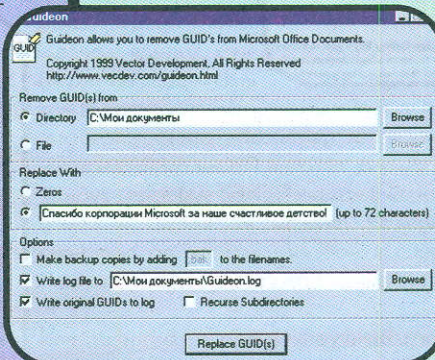 Guideon
GUID
Guideon allows you to remove GUID's from Microsoft Office Documents.
Copyright 1999 Vector Development, All Rights Reserved
http://www.vecdev.com/guideon.html
Remove GUID(s) from
Directory C:\Мои документы Browse
File Browse
Replace With
Zeros
Спасибо корпорации Microsoft за наше счастливое детство! (up to 72 characters)
Options
Make backup copies by adding bak to the filenames.
Write log file to C:\Мои документы\Guideon.log Browse
Write original GUIDs to log Recurse Subdirectories
Replace GUID(s)